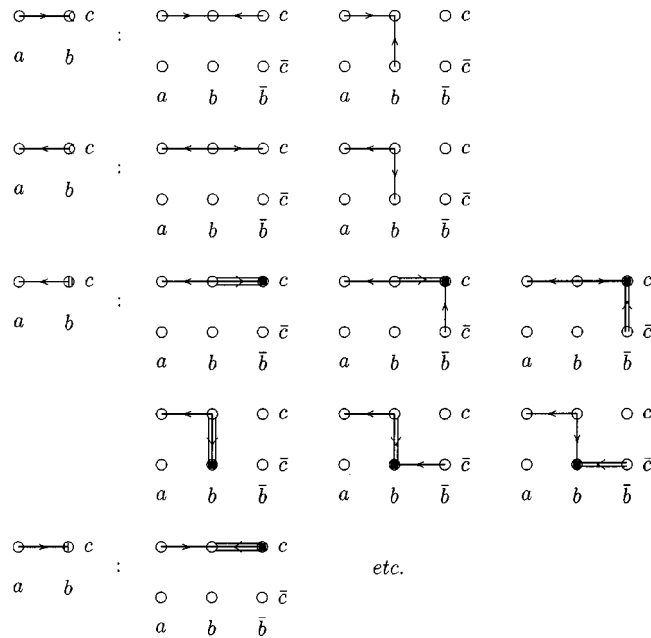 c : c c
c̄ c̄
a b a b b̄ a b b̄
c : c c
c̄ c̄
a b a b b̄ a b b̄
c : c c c
c̄ c̄ c̄
a b a b b̄ a b b̄ a b b̄
c c c
c̄ c̄ c̄
a b b̄ a b b̄ a b b̄
c : c etc.
c̄
a b a b b̄